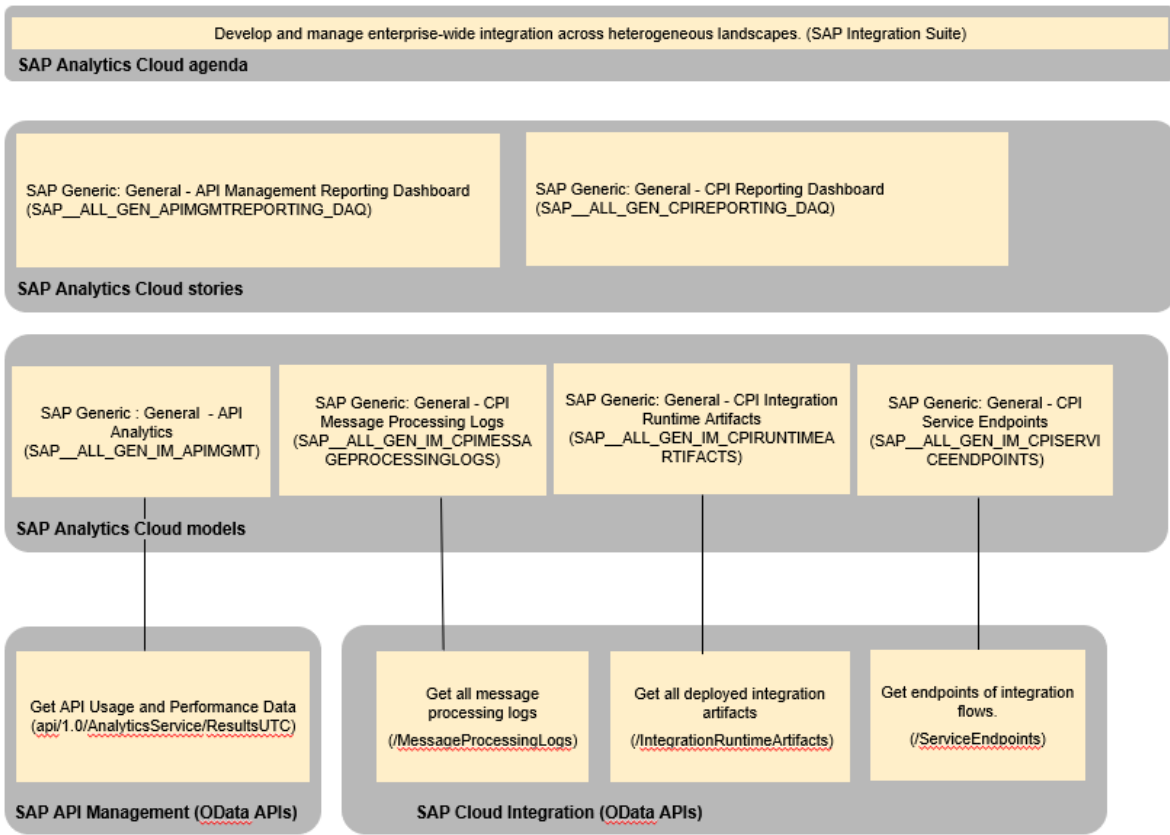 Develop and manage enterprise-wide integration across heterogeneous landscapes. (SAP Integration Suite)
SAP Analytics Cloud agenda
SAP Generic: General - API Management Reporting Dashboard
(SAP__ALL_GEN_APIMGMTREPORTING_DAQ)
SAP Generic: General - CPI Reporting Dashboard
(SAP__ALL_GEN_CPIREPORTING_DAQ)
SAP Analytics Cloud stories
SAP Generic : General - API
Analytics
(SAP__ALL_GEN_IM_APIMGMT)
SAP Generic: General - CPI
Message Processing Logs
(SAP__ALL_GEN_IM_CPIMESSA
GEPROCESSINGLOGS)
SAP Generic: General - CPI Integration
Runtime Artifacts
(SAP__ALL_GEN_IM_CPIRUNTIMEA
RTIFACTS)
SAP Generic: General - CPI
Service Endpoints
(SAP__ALL_GEN_IM_CPISERVI
CEENDPOINTS)
SAP Analytics Cloud models
Get API Usage and Performance Data
(api/1.0/AnalyticsService/ResultsUTC)
SAP API Management (OData APIs)
Get all message
processing logs
(/MessageProcessingLogs)
Get all deployed integration
artifacts
(/IntegrationRuntimeArtifacts)
Get endpoints of integration
flows.
(/ServiceEndpoints)
SAP Cloud Integration (OData APIs)